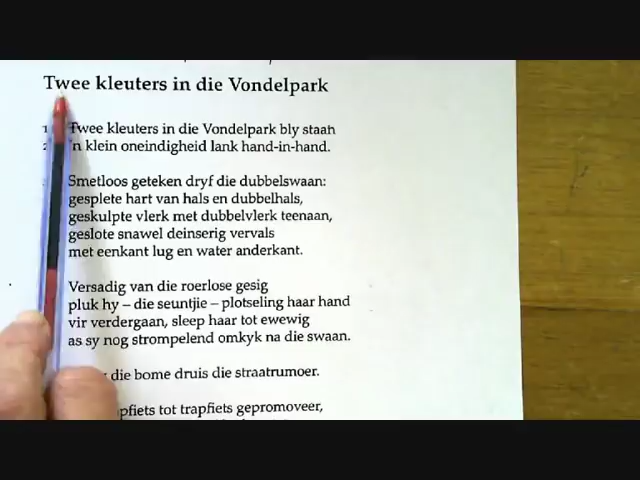 Twee kleuters in die Vondelpark
Twee kleuters in die Vondelpark bly staan
'n klein oneindigheid lank hand-in-hand.
Smetloos geteken dryf die dubbelswaan:
gesplete hart van hals en dubbelhals,
geskulpte vlerk met dubbelvlerk teenaan,
geslote snawel deinserig vervals
met eenkant lug en water anderkant.
Versadig van die roerlose gesig
pluk hy – die seuntjie – plotseling haar hand
vir verdergaan, sleep haar tot ewewig
as sy nog strompelend omkyk na die swaan.
die bome druis die straatrumoer.
tot trapfiets gepromoveer,